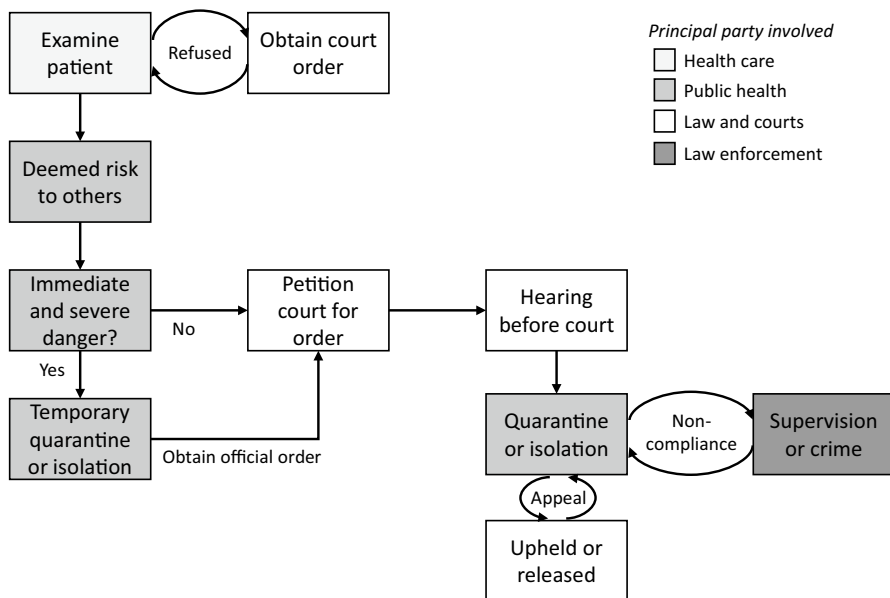 Examine
patient
Refused
Obtain court
order
Principal party involved
Health care
Public health
Law and courts
Law enforcement
Deemed risk
to others
Immediate
and severe
danger?
No
Petition
court for
order
Hearing
before court
Yes
Temporary
quarantine
or isolation
Obtain official order
Quarantine
or isolation
Non-
compliance
Supervision
or crime
Appeal
Upheld or
released